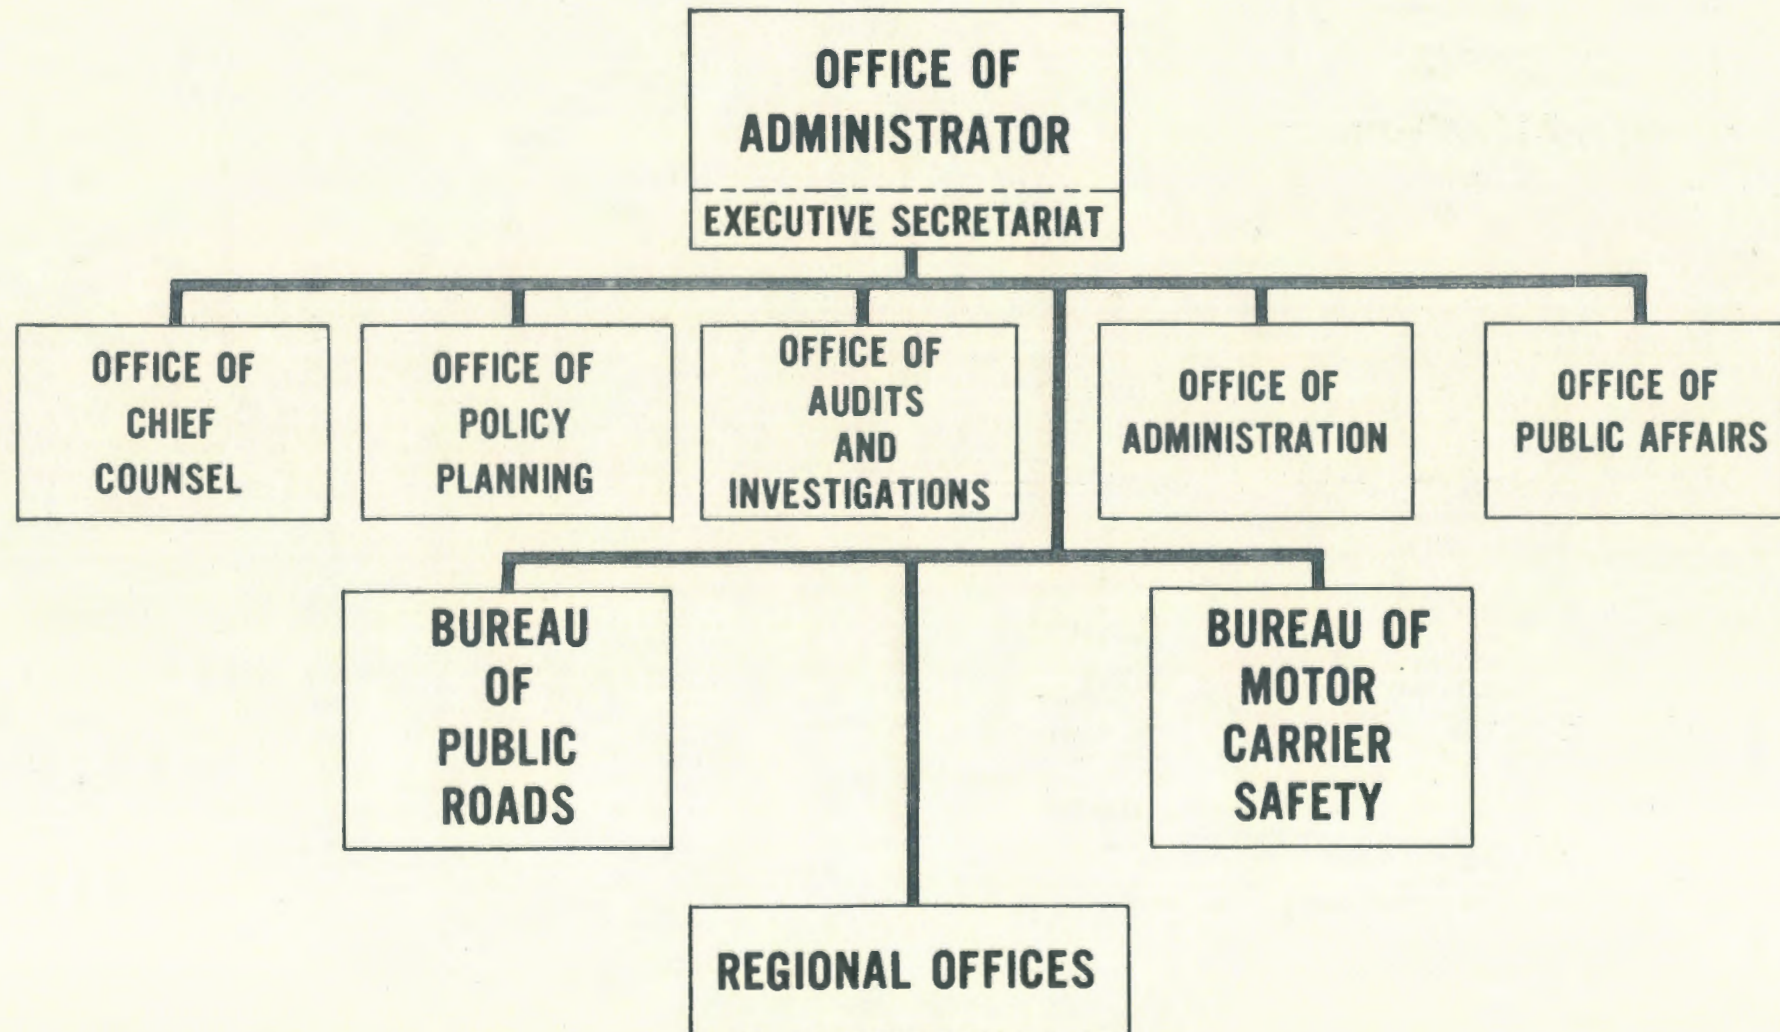 OFFICE OF
ADMINISTRATOR
EXECUTIVE SECRETARIAT
OFFICE OF
CHIEF
COUNSEL
OFFICE OF
POLICY
PLANNING
OFFICE OF
AUDITS
AND
INVESTIGATIONS
OFFICE OF
ADMINISTRATION
OFFICE OF
PUBLIC AFFAIRS
BUREAU
OF
PUBLIC
ROADS
BUREAU OF
MOTOR
CARRIER
SAFETY
REGIONAL OFFICES